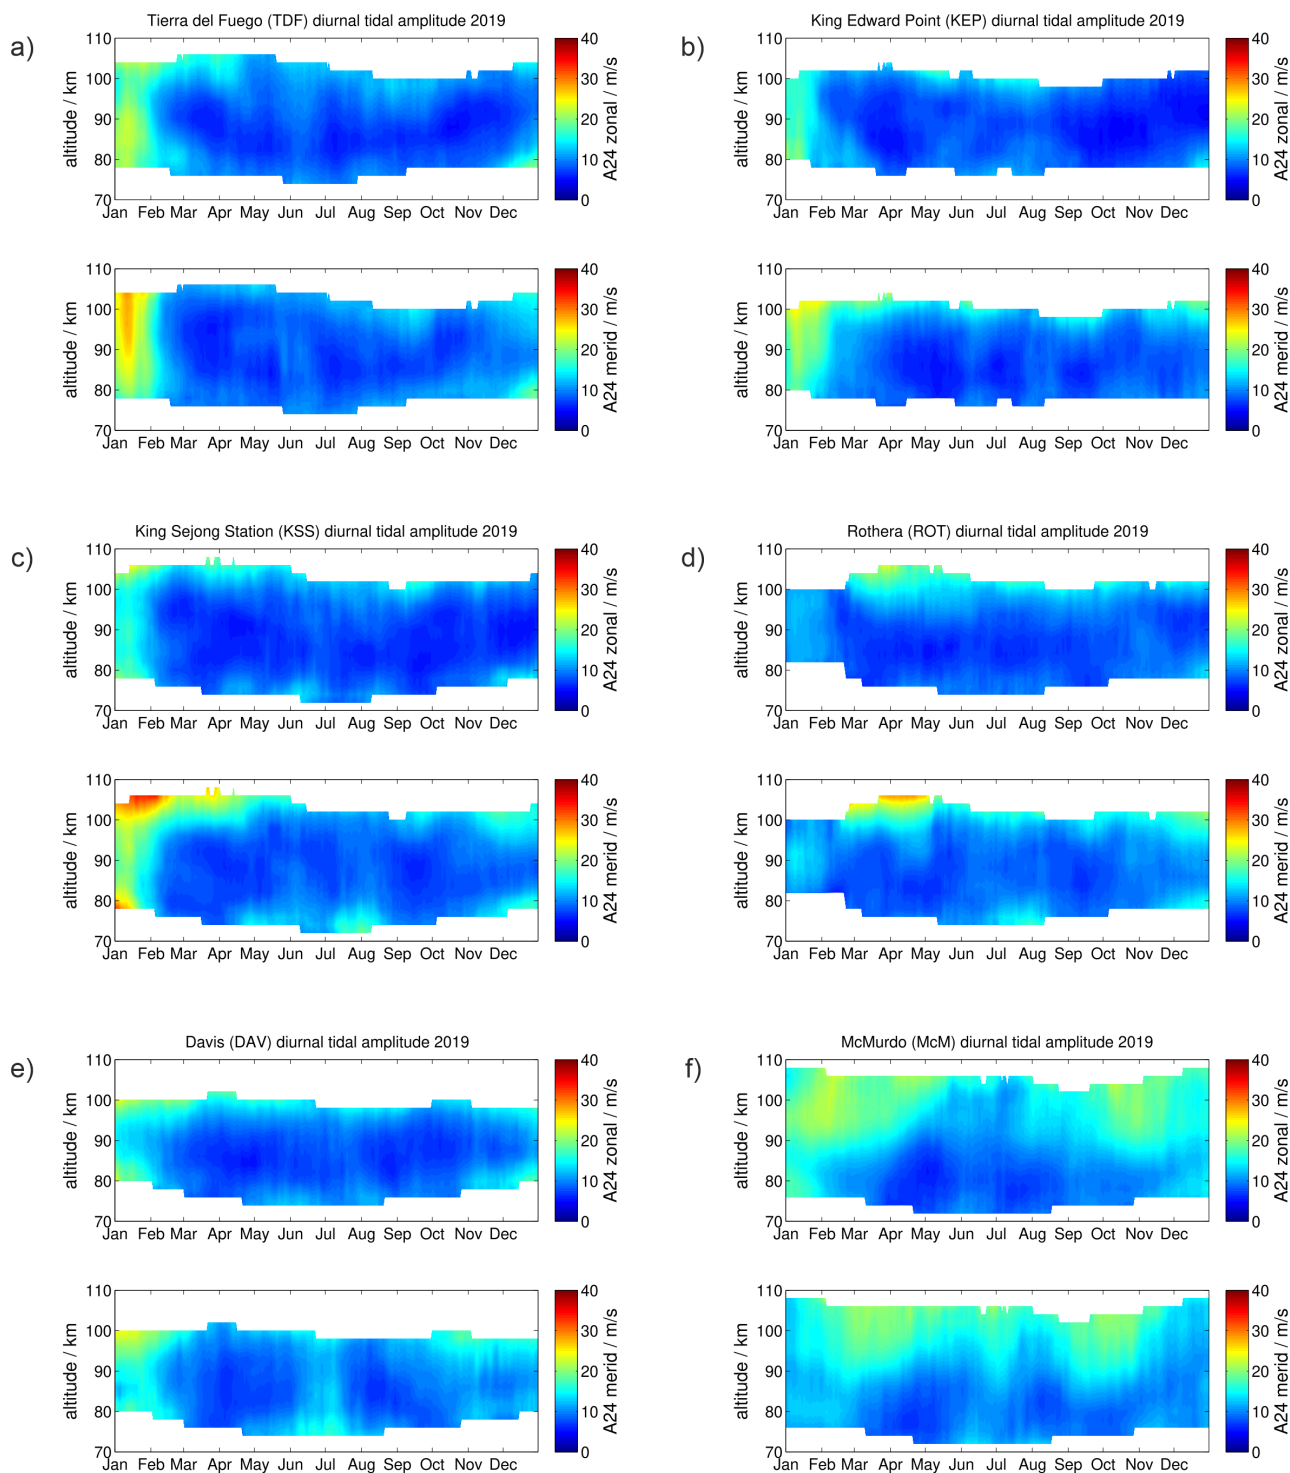 a)
Tierra del Fuego (TDF) diurnal tidal amplitude 2019
110
100
90
80
70
altitude / km
Jan Feb Mar Apr May Jun Jul Aug Sep Oct Nov Dec
40
30
20
10
0
A24 zonal / m/s
110
100
90
80
70
altitude / km
Jan Feb Mar Apr May Jun Jul Aug Sep Oct Nov Dec
40
30
20
10
0
A24 merid / m/s
b)
King Edward Point (KEP) diurnal tidal amplitude 2019
110
100
90
80
70
altitude / km
Jan Feb Mar Apr May Jun Jul Aug Sep Oct Nov Dec
40
30
20
10
0
A24 zonal / m/s
110
100
90
80
70
altitude / km
Jan Feb Mar Apr May Jun Jul Aug Sep Oct Nov Dec
40
30
20
10
0
A24 merid / m/s
c)
King Sejong Station (KSS) diurnal tidal amplitude 2019
110
100
90
80
70
altitude / km
Jan Feb Mar Apr May Jun Jul Aug Sep Oct Nov Dec
40
30
20
10
0
A24 zonal / m/s
110
100
90
80
70
altitude / km
Jan Feb Mar Apr May Jun Jul Aug Sep Oct Nov Dec
40
30
20
10
0
A24 merid / m/s
d)
Rothera (ROT) diurnal tidal amplitude 2019
110
100
90
80
70
altitude / km
Jan Feb Mar Apr May Jun Jul Aug Sep Oct Nov Dec
40
30
20
10
0
A24 zonal / m/s
110
100
90
80
70
altitude / km
Jan Feb Mar Apr May Jun Jul Aug Sep Oct Nov Dec
40
30
20
10
0
A24 merid / m/s
e)
Davis (DAV) diurnal tidal amplitude 2019
110
100
90
80
70
altitude / km
Jan Feb Mar Apr May Jun Jul Aug Sep Oct Nov Dec
40
30
20
10
0
A24 zonal / m/s
110
100
90
80
70
altitude / km
Jan Feb Mar Apr May Jun Jul Aug Sep Oct Nov Dec
40
30
20
10
0
A24 merid / m/s
f)
McMurdo (McM) diurnal tidal amplitude 2019
110
100
90
80
70
altitude / km
Jan Feb Mar Apr May Jun Jul Aug Sep Oct Nov Dec
40
30
20
10
0
A24 zonal / m/s
110
100
90
80
70
altitude / km
Jan Feb Mar Apr May Jun Jul Aug Sep Oct Nov Dec
40
30
20
10
0
A24 merid / m/s